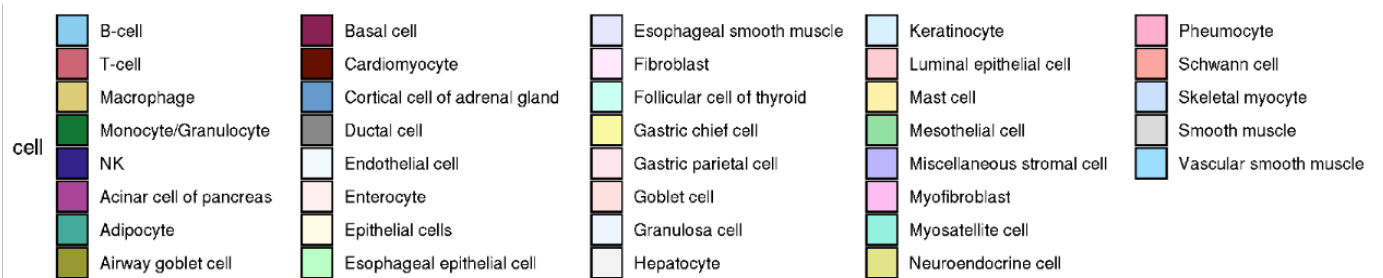 cell
B-cell
T-cell
Macrophage
Monocyte/Granulocyte
NK
Acinar cell of pancreas
Adipocyte
Airway goblet cell
Basal cell
Cardiomyocyte
Cortical cell of adrenal gland
Ductal cell
Endothelial cell
Enterocyte
Epithelial cells
Esophageal epithelial cell
Esophageal smooth muscle
Fibroblast
Follicular cell of thyroid
Gastric chief cell
Gastric parietal cell
Goblet cell
Granulosa cell
Hepatocyte
Keratinocyte
Luminal epithelial cell
Mast cell
Mesothelial cell
Miscellaneous stromal cell
Myofibroblast
Myosatellite cell
Neuroendocrine cell
Pheumocyte
Schwann cell
Skeletal myocyte
Smooth muscle
Vascular smooth muscle